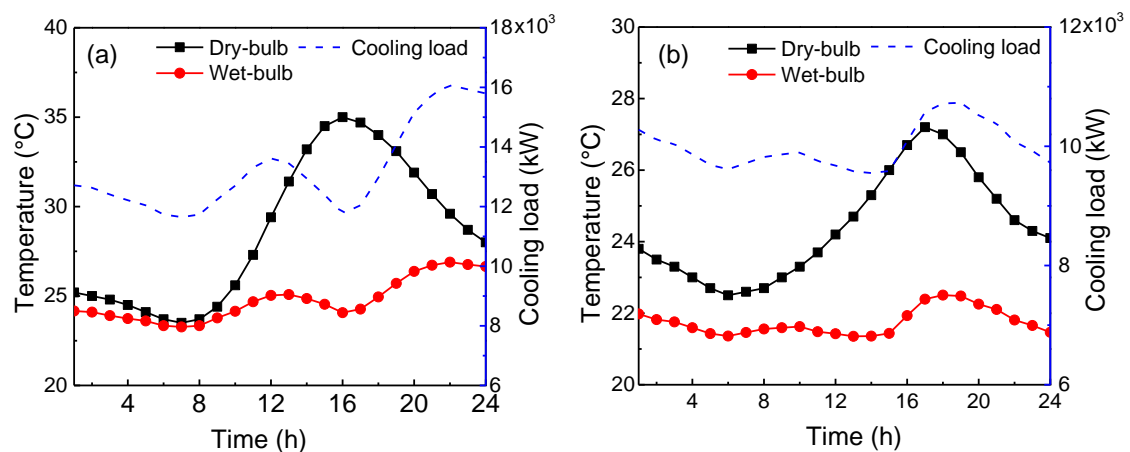 (a)
Dry-bulb
Cooling load
Wet-bulb
40
35
30
25
20
Temperature (°C)
4 8 12 16 20 24
Time (h)
18x10³
16
14
12
10
8
6
Cooling load (kW)
(b)
Dry-bulb
Cooling load
Wet-bulb
30
28
26
24
22
20
Temperature (°C)
4 8 12 16 20 24
Time (h)
12x10³
10
8
6
Cooling load (kW)